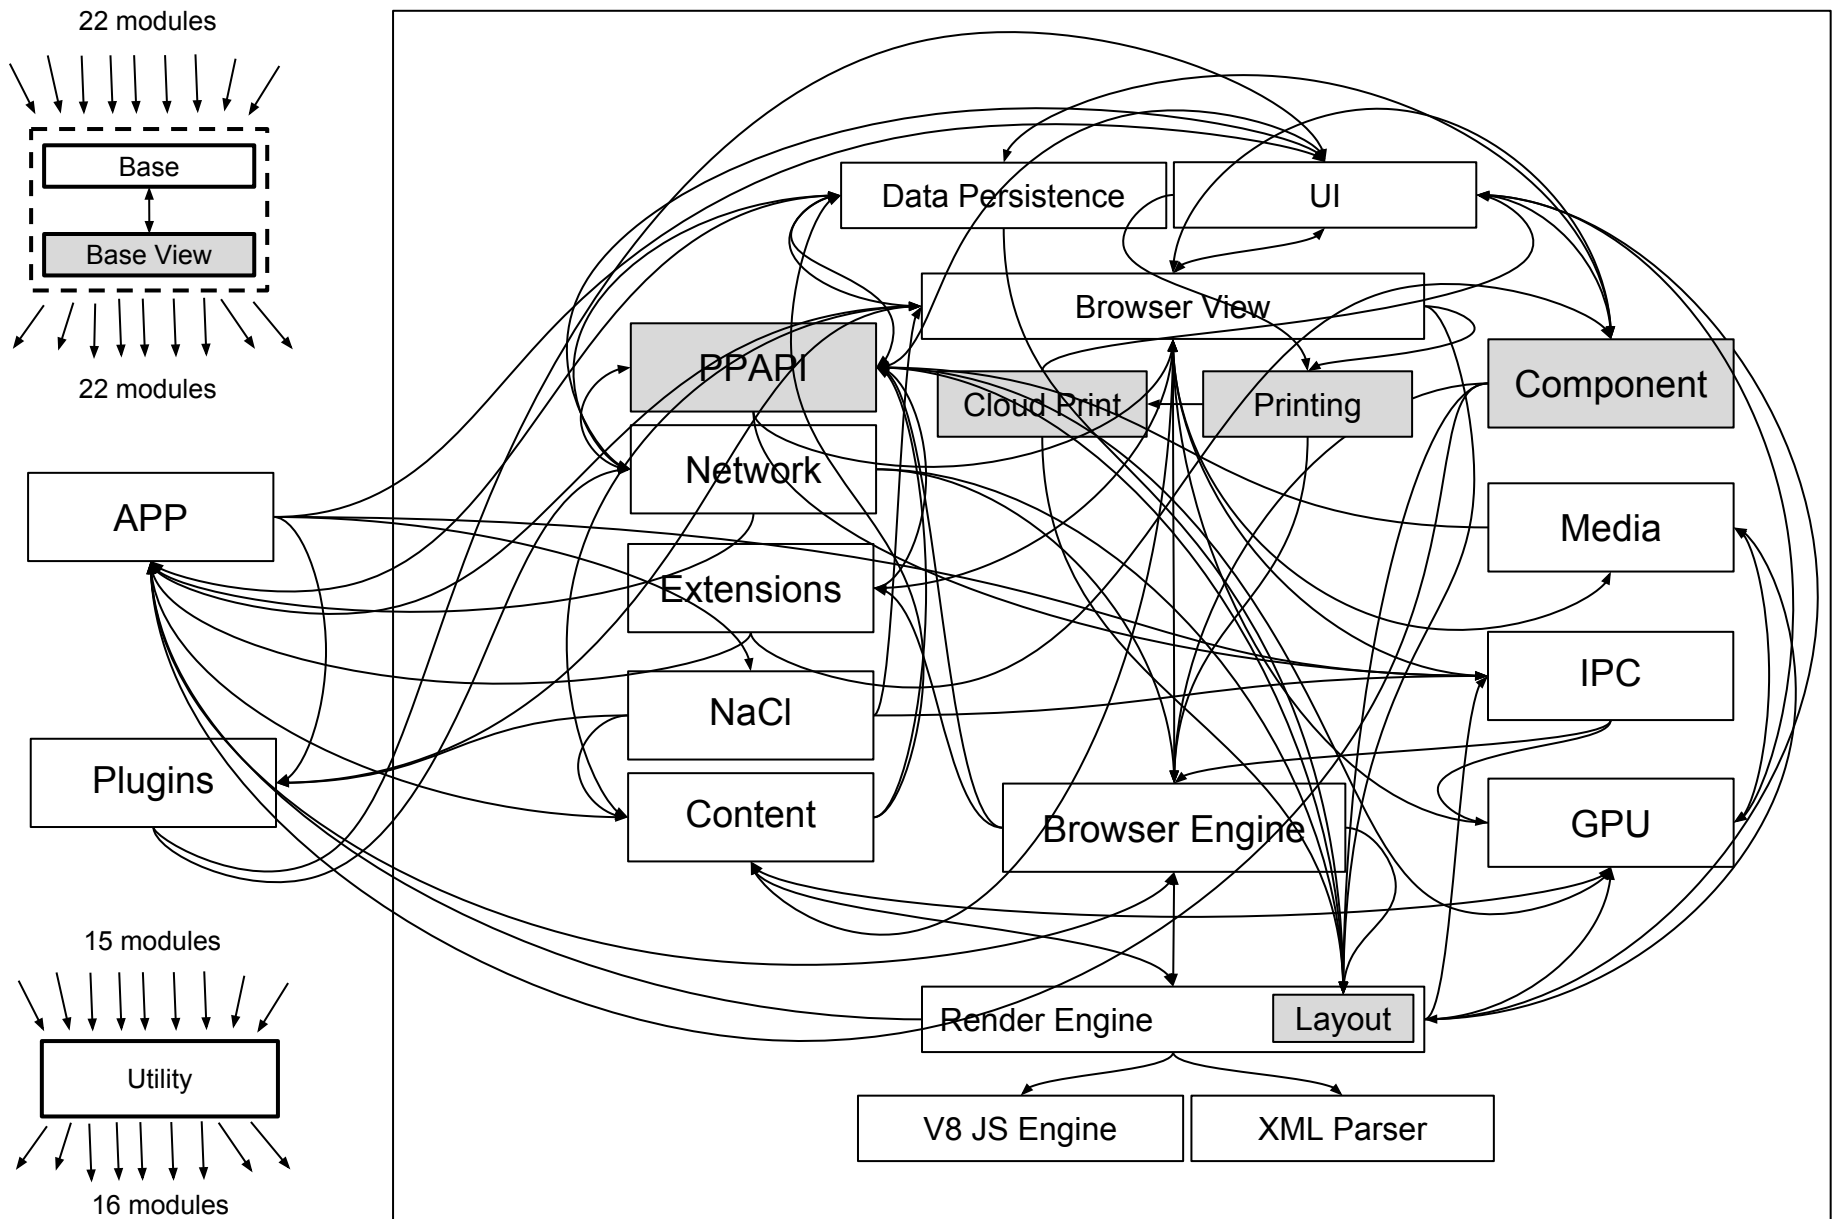 22 modules
Base
Base View
22 modules
Data Persistence
UI
Browser View
PPAPI
Cloud Print
Printing
Component
Network
APP
Media
Extensions
IPC
NaCl
Plugins
Content
Browser Engine
GPU
15 modules
Render Engine
Layout
Utility
V8 JS Engine
XML Parser
16 modules